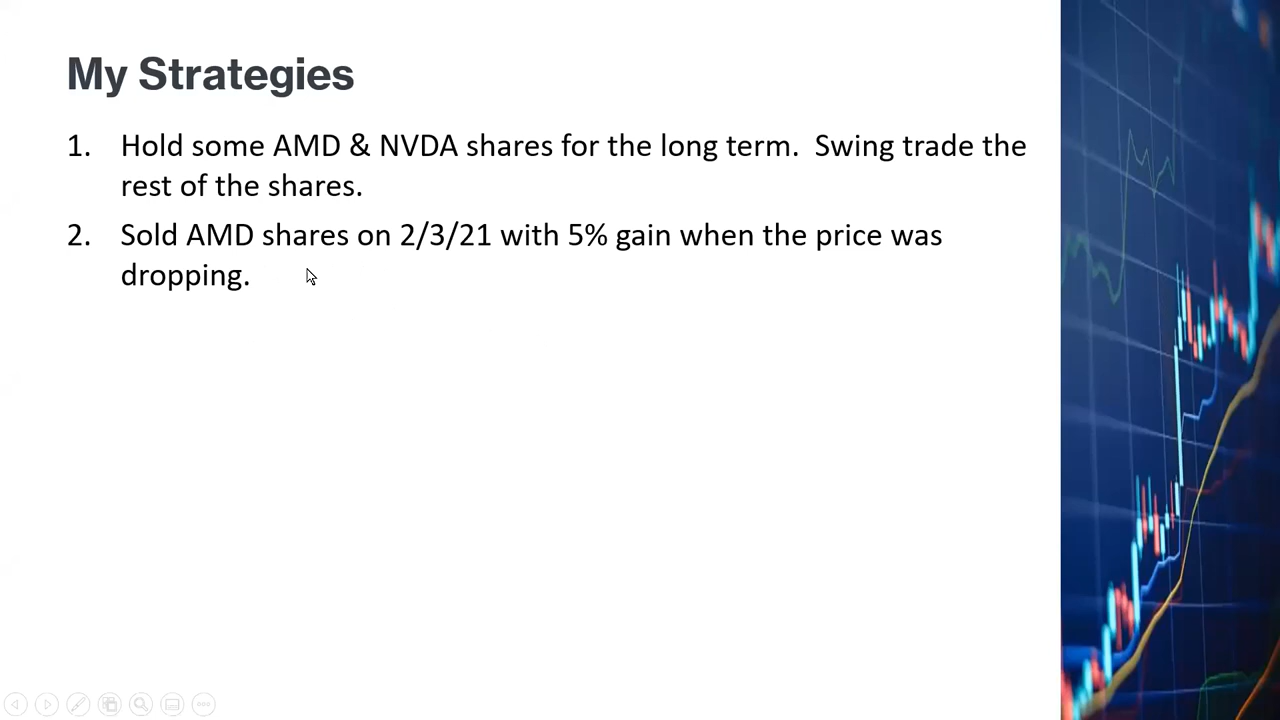 My Strategies
1. Hold some AMD & NVDA shares for the long term.  Swing trade the
rest of the shares.
2. Sold AMD shares on 2/3/21 with 5% gain when the price was
dropping.